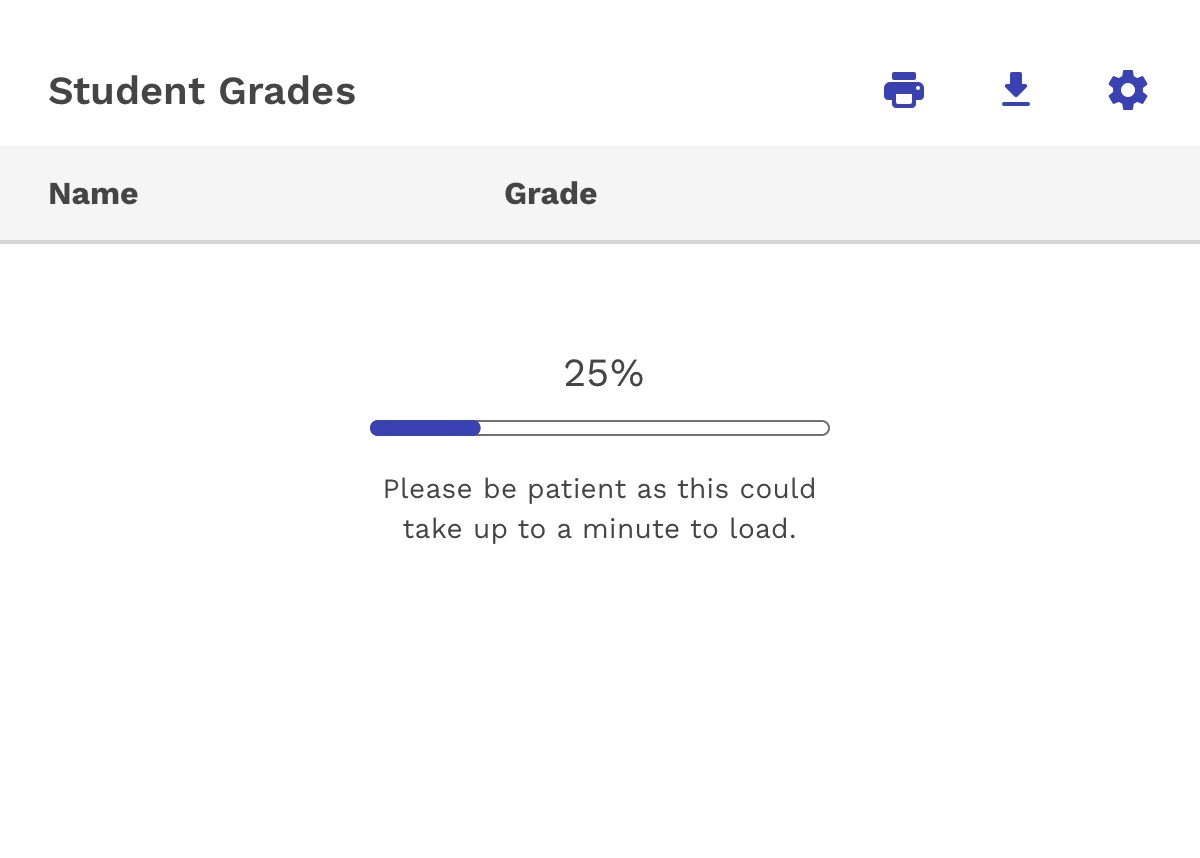 Student Grades
Name Grade
25%
Please be patient as this could
take up to a minute to load.